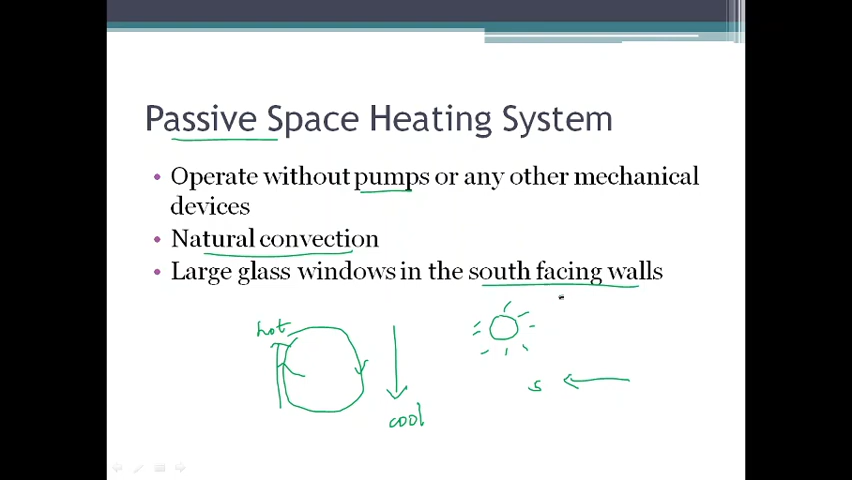 Passive Space Heating System
• Operate without pumps or any other mechanical
devices
• Natural convection
• Large glass windows in the south facing walls
hot
s
cool